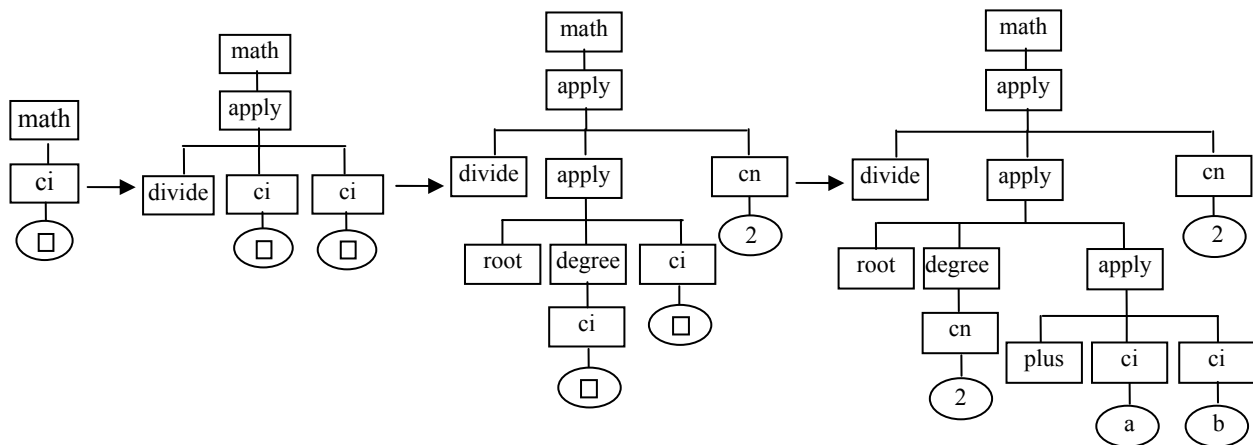 math
ci
math
apply
divide
ci
ci
math
apply
divide
apply
cn
2
root
degree
ci
ci
math
apply
divide
apply
cn
2
root
degree
apply
cn
2
plus
ci
ci
a
b